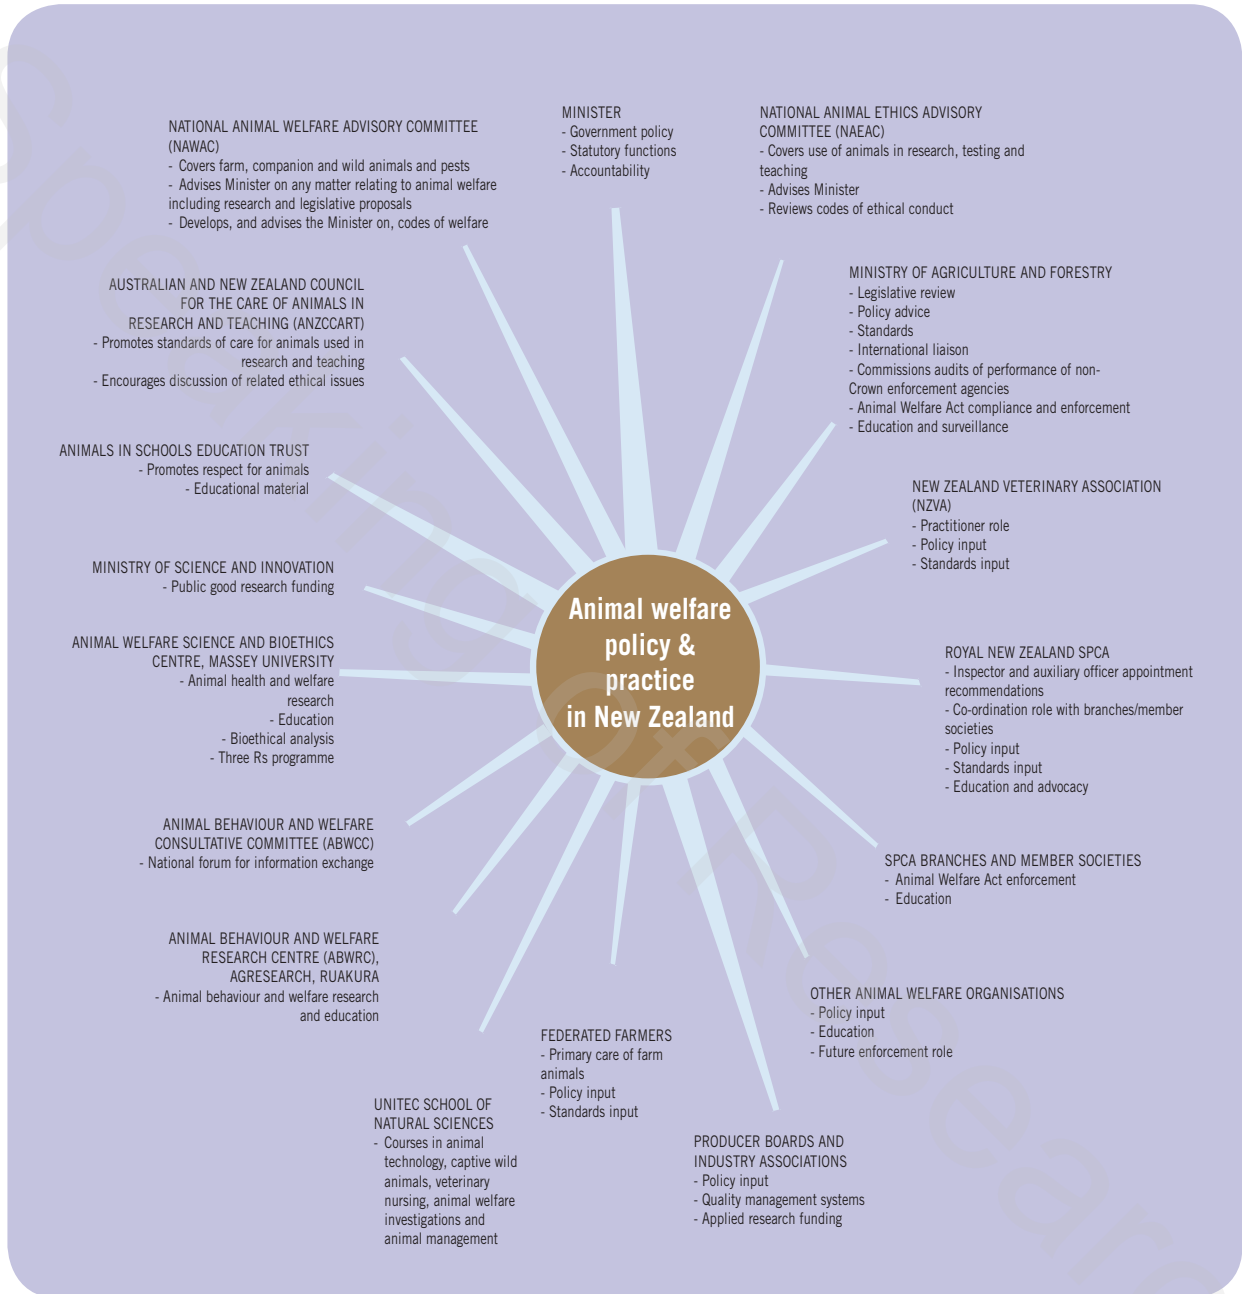 NATIONAL ANIMAL WELFARE ADVISORY COMMITTEE
(NAWAC)
- Covers farm, companion and wild animals and pests
- Advises Minister on any matter relating to animal welfare
including research and legislative proposals
- Develops, and advises the Minister on, codes of welfare
MINISTER
- Government policy
- Statutory functions
- Accountability
NATIONAL ANIMAL ETHICS ADVISORY
COMMITTEE (NAEAC)
- Covers use of animals in research, testing and
teaching
- Advises Minister
- Reviews codes of ethical conduct
AUSTRALIAN AND NEW ZEALAND COUNCIL
FOR THE CARE OF ANIMALS IN
RESEARCH AND TEACHING (ANZCCART)
- Promotes standards of care for animals used in
research and teaching
- Encourages discussion of related ethical issues
MINISTRY OF AGRICULTURE AND FORESTRY
- Legislative review
- Policy advice
- Standards
- International liaison
- Commissions audits of performance of non-
Crown enforcement agencies
- Animal Welfare Act compliance and enforcement
- Education and surveillance
ANIMALS IN SCHOOLS EDUCATION TRUST
- Promotes respect for animals
- Educational material
NEW ZEALAND VETERINARY ASSOCIATION
(NZVA)
- Practitioner role
- Policy input
- Standards input
MINISTRY OF SCIENCE AND INNOVATION
- Public good research funding
Animal welfare
policy &
practice
in New Zealand
ANIMAL WELFARE SCIENCE AND BIOETHICS
CENTRE, MASSEY UNIVERSITY
- Animal health and welfare
research
- Education
- Bioethical analysis
- Three Rs programme
ROYAL NEW ZEALAND SPCA
- Inspector and auxiliary officer appointment
recommendations
- Co-ordination role with branches/member
societies
- Policy input
- Standards input
- Education and advocacy
ANIMAL BEHAVIOUR AND WELFARE
CONSULTATIVE COMMITTEE (ABWCC)
- National forum for information exchange
SPCA BRANCHES AND MEMBER SOCIETIES
- Animal Welfare Act enforcement
- Education
ANIMAL BEHAVIOUR AND WELFARE
RESEARCH CENTRE (ABWRC),
AGRESEARCH, RUAKURA
- Animal behaviour and welfare research
and education
OTHER ANIMAL WELFARE ORGANISATIONS
- Policy input
- Education
- Future enforcement role
FEDERATED FARMERS
- Primary care of farm
animals
- Policy input
- Standards input
UNITEC SCHOOL OF
NATURAL SCIENCES
- Courses in animal
technology, captive wild
animals, veterinary
nursing, animal welfare
investigations and
animal management
PRODUCER BOARDS AND
INDUSTRY ASSOCIATIONS
- Policy input
- Quality management systems
- Applied research funding
Speaking of Resear